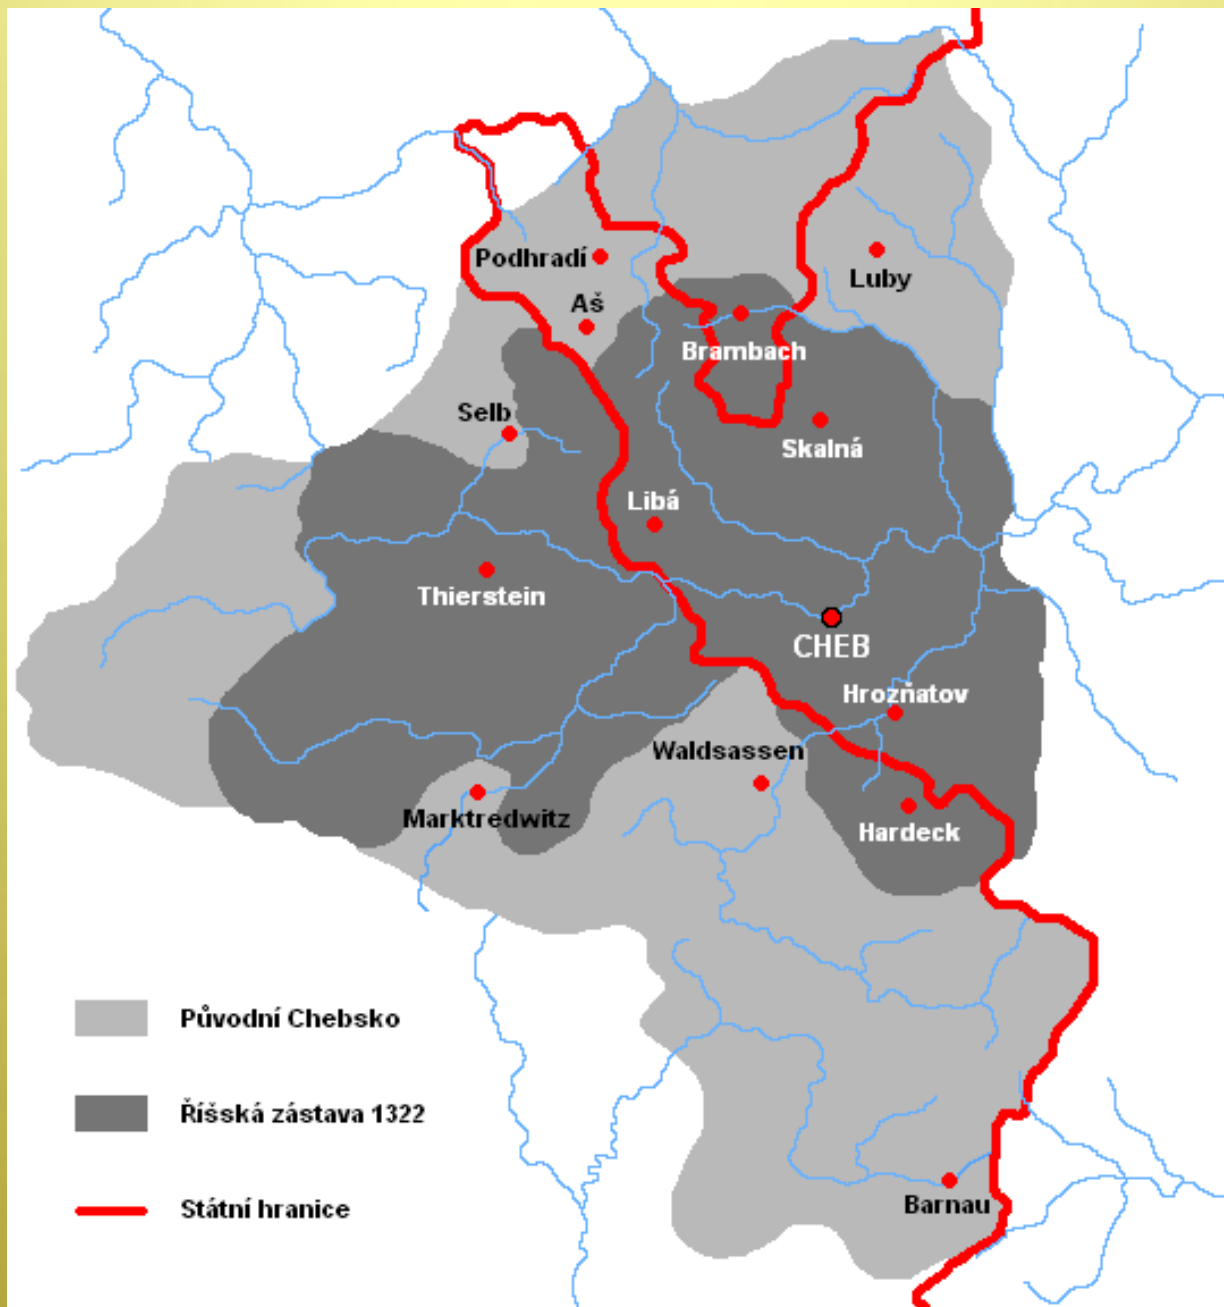 Podhradí
Luby
Aš
Brambach
Selb
Skalná
Libá
Thierstein
CHEB
Hrozňatov
Waldsassen
Marktredwitz
Hardeck
Původní Chebsko
Říšská zástava 1322
Barnau
Státní hranice